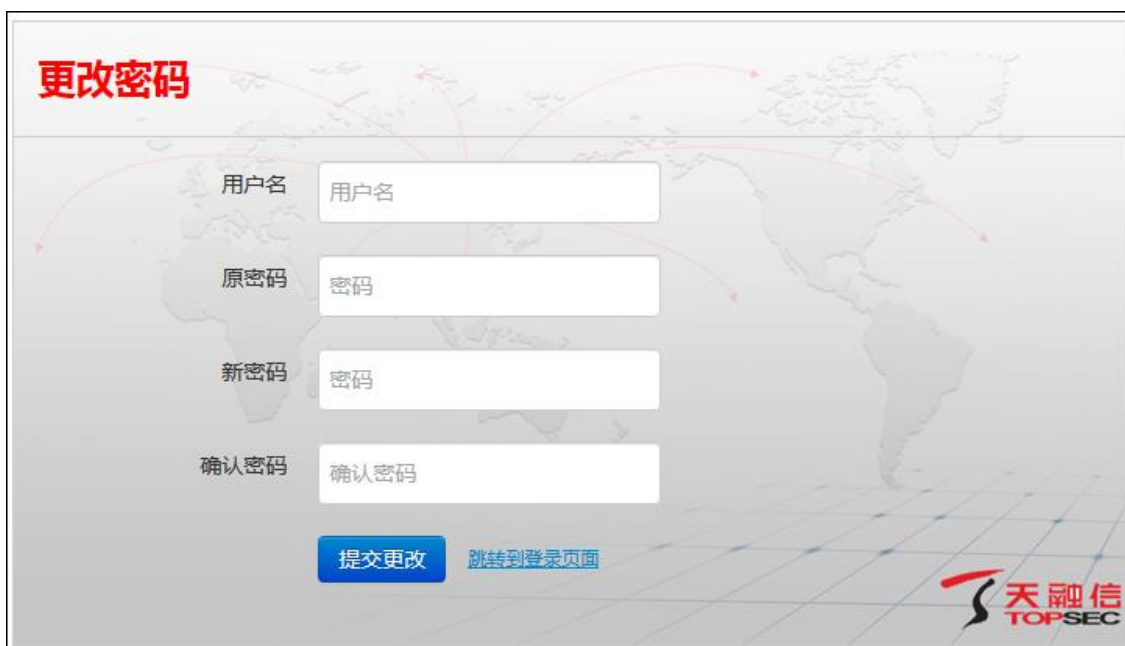 更改密码
用户名 用户名
原密码 密码
新密码 密码
确认密码 确认密码
提交更改 跳转到登录页面
天融信
TOPSEC